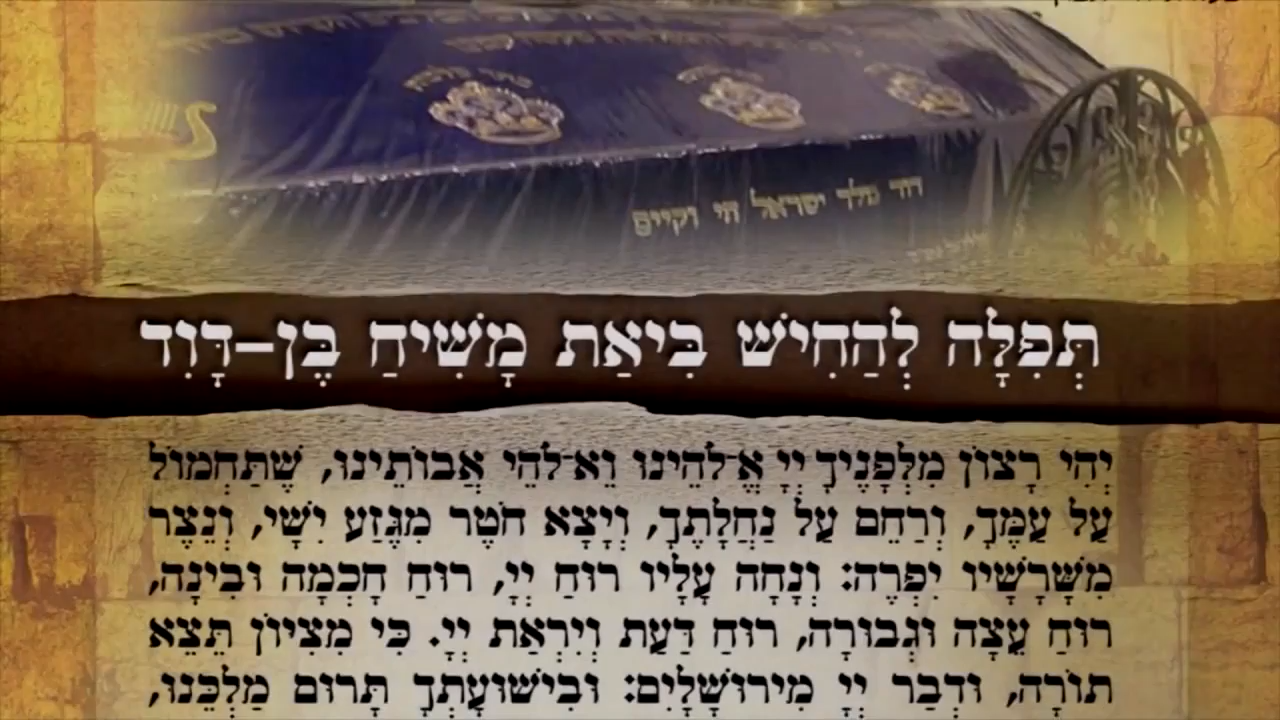 דוד מלך ישראל חי וקיים
תְּפִלָּה לְהַחִישׁ בִּיאַת מָשִׁיחַ בֶּן–דָּוִד
יְהִי רָצוֹן מִלְּפָנֶיךָ יְיָ אֱ-לֹהֵינוּ וֵא-לֹהֵי אֲבוֹתֵינוּ, שֶׁתַּחְמוֹל
עַל עַמֶּךָ, וְרַחֵם עַל נַחֲלָתֶךָ, וְיָצָא חֹטֶר מִגֶּזַע יִשָׁי, וְנֵצֶר
מִשָּׁרָשָׁיו יִפְרֶה: וְנָחָה עָלָיו רוּחַ יְיָ, רוּחַ חָכְמָה וּבִינָה,
רוּחַ עֵצָה וּגְבוּרָה, רוּחַ דַּעַת וְיִרְאַת יְיָ. כִּי מִצִּיּוֹן תֵּצֵא
תוֹרָה, וּדְבַר יְיָ מִירוּשָׁלָיִם: וּבִישׁוּעָתְךָ תָּרוּם מַלְכֵּנוּ,